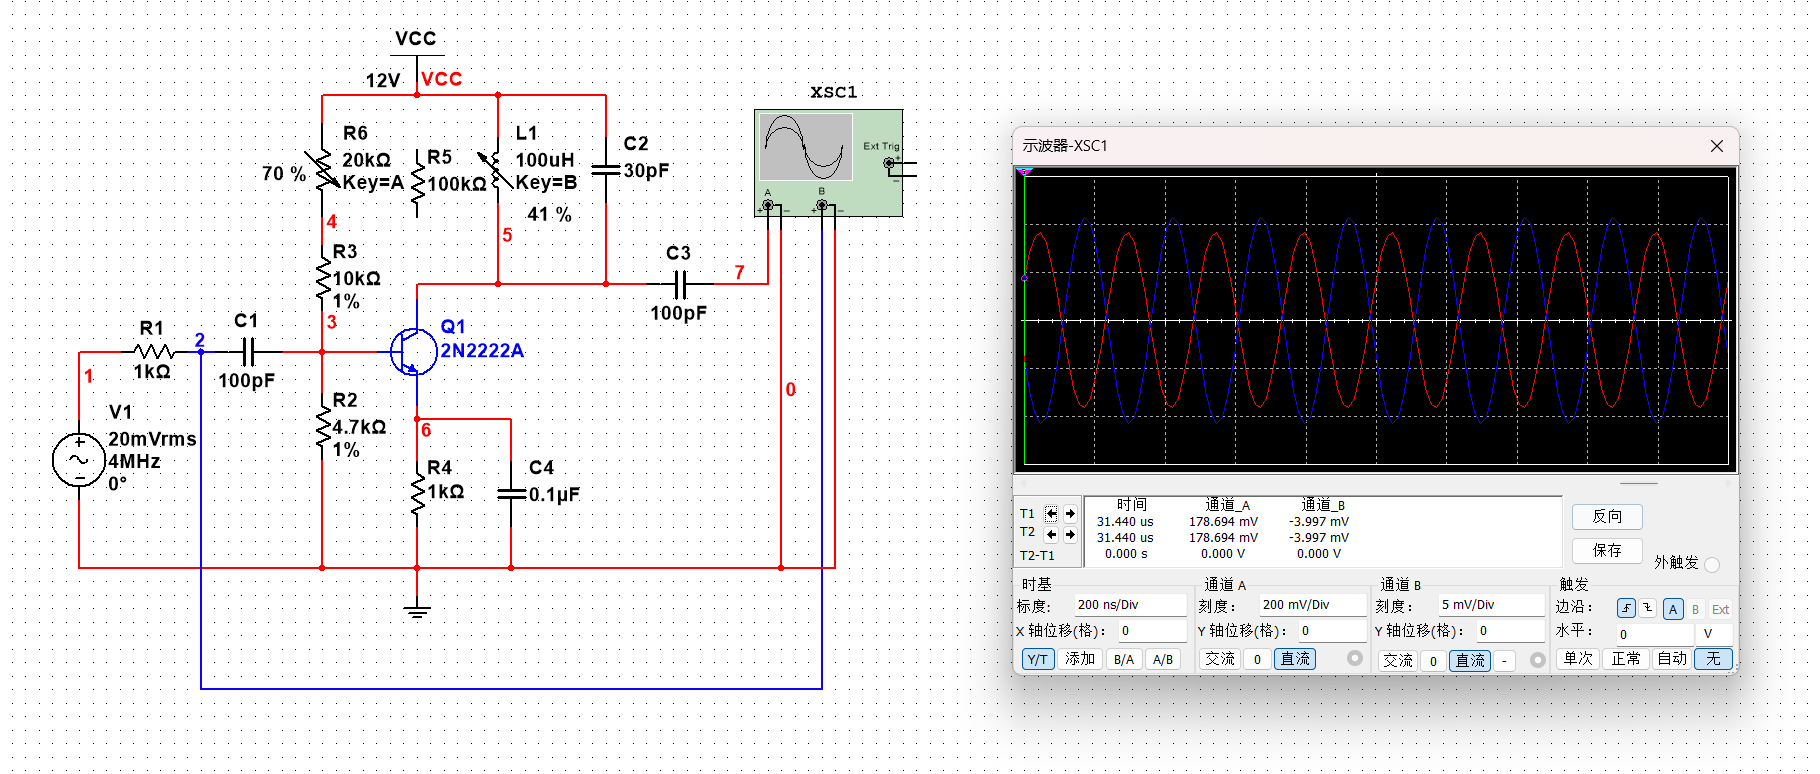 VCC
12V
VCC
R6
20kΩ
Key=A
70 %
R5
100kΩ
L1
100uH
Key=B
41 %
C2
30pF
4
5
R3
10kΩ
1%
3
C3
100pF
7
XSC1
Ext Trig
A
B
0
R1
1kΩ
2
C1
100pF
1
Q1
2N2222A
V1
20mVrms
4MHz
0°
R2
4.7kΩ
1%
6
R4
1kΩ
C4
0.1µF
示波器-XSC1
时间 通道_A 通道_B
T1 31.440 us 178.694 mV -3.997 mV
T2 31.440 us 178.694 mV -3.997 mV
T2-T1 0.000 s 0.000 V 0.000 V
反向
保存
外触发
时基
标度: 200 ns/Div
X 轴位移(格): 0
Y/T 添加 B/A A/B
通道 A
刻度: 200 mV/Div
Y 轴位移(格): 0
交流 0 直流
通道 B
刻度: 5 mV/Div
Y 轴位移(格): 0
交流 0 直流 -
触发
边沿: A B Ext
水平: 0 V
单次 正常 自动 无